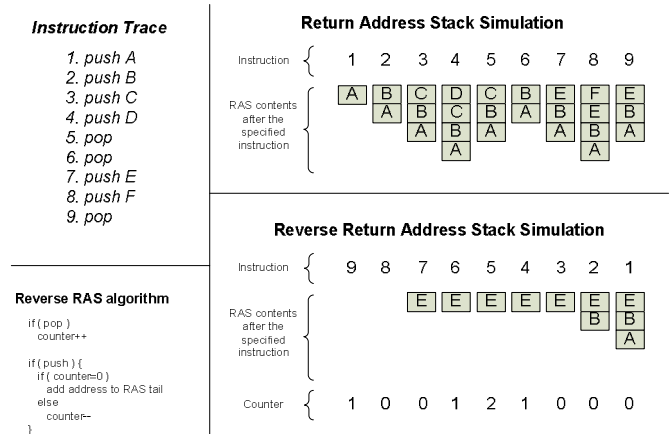 Instruction Trace
1. push A
2. push B
3. push C
4. push D
5. pop
6. pop
7. push E
8. push F
9. pop
Reverse RAS algorithm
if ( pop )
counter++
if ( push ) {
if ( counter=0 )
add address to RAS tail
else
counter--
}
Return Address Stack Simulation
Instruction { 1 2 3 4 5 6 7 8 9
RAS contents
after the
specified
instruction
A B C D C B E F E
A B C B A B E B
A B A A B A
A A
Reverse Return Address Stack Simulation
Instruction { 9 8 7 6 5 4 3 2 1
RAS contents
after the
specified
instruction
E E E E E E E
B B
A
Counter { 1 0 0 1 2 1 0 0 0